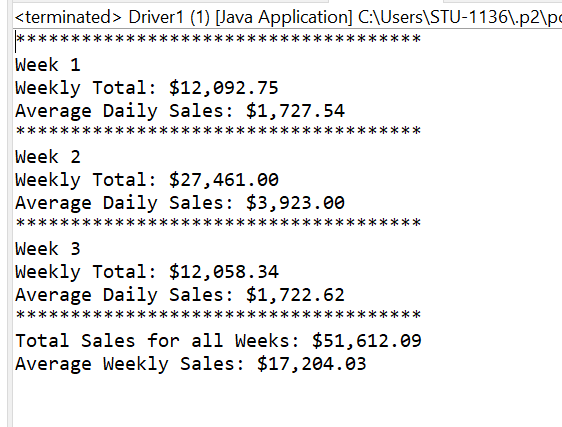 <terminated> Driver1 (1) [Java Application] C:\Users\STU-1136\.p2\po
*************************************
Week 1
Weekly Total: $12,092.75
Average Daily Sales: $1,727.54
*************************************
Week 2
Weekly Total: $27,461.00
Average Daily Sales: $3,923.00
*************************************
Week 3
Weekly Total: $12,058.34
Average Daily Sales: $1,722.62
*************************************
Total Sales for all Weeks: $51,612.09
Average Weekly Sales: $17,204.03